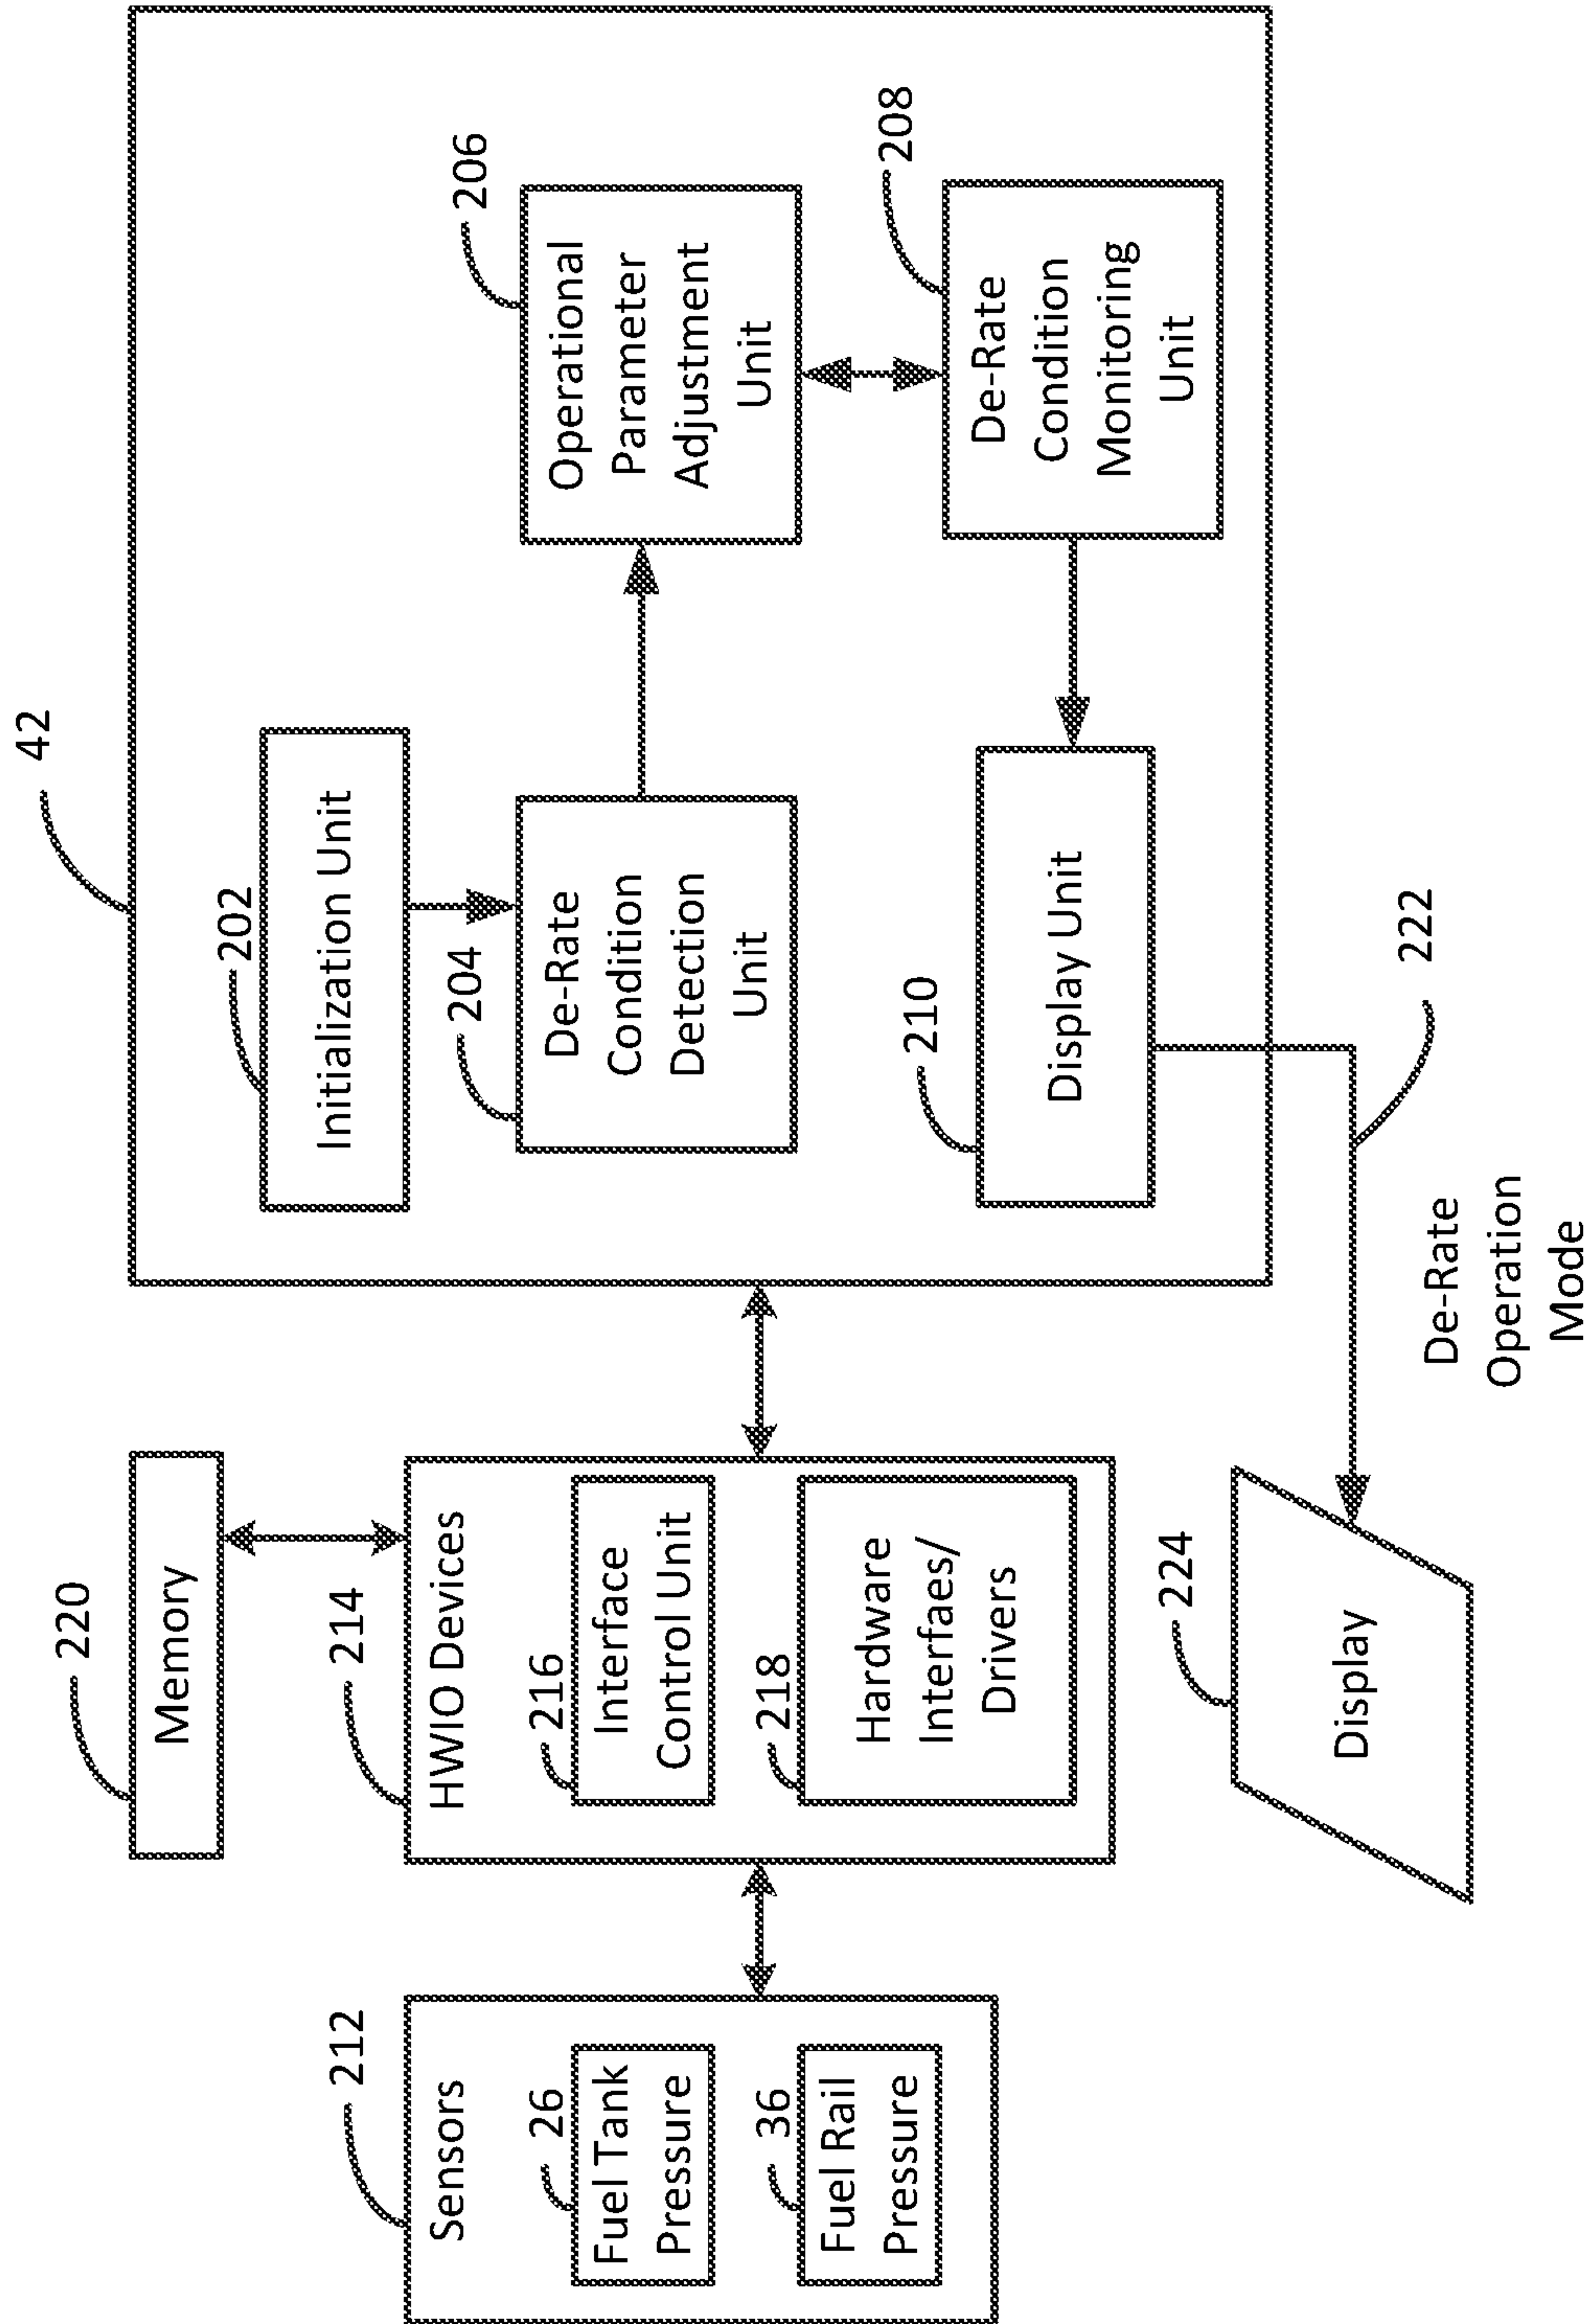 42
202
Initialization Unit
204
De-Rate
Condition
Detection
Unit
206
Operational
Parameter
Adjustment
Unit
208
De-Rate
Condition
Monitoring
Unit
210
Display Unit
222
De-Rate
Operation
Mode
220
Memory
214
HWIO Devices
216
Interface
Control Unit
218
Hardware
Interfaes/
Drivers
224
Display
212
Sensors
26
Fuel Tank
Pressure
36
Fuel Rail
Pressure